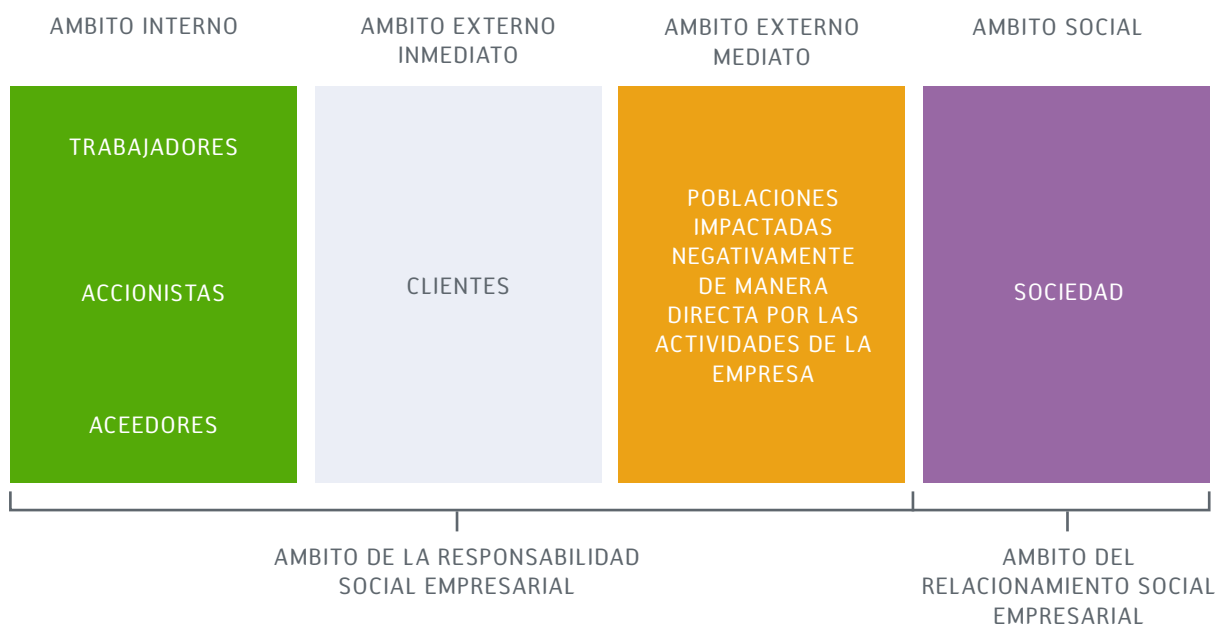 AMBITO INTERNO
AMBITO EXTERNO
INMEDIATO
AMBITO EXTERNO
MEDIATO
AMBITO SOCIAL
TRABAJADORES
ACCIONISTAS
ACEEDORES
CLIENTES
POBLACIONES
IMPACTADAS
NEGATIVAMENTE
DE MANERA
DIRECTA POR LAS
ACTIVIDADES DE LA
EMPRESA
SOCIEDAD
AMBITO DE LA RESPONSABILIDAD
SOCIAL EMPRESARIAL
AMBITO DEL
RELACIONAMIENTO SOCIAL
EMPRESARIAL